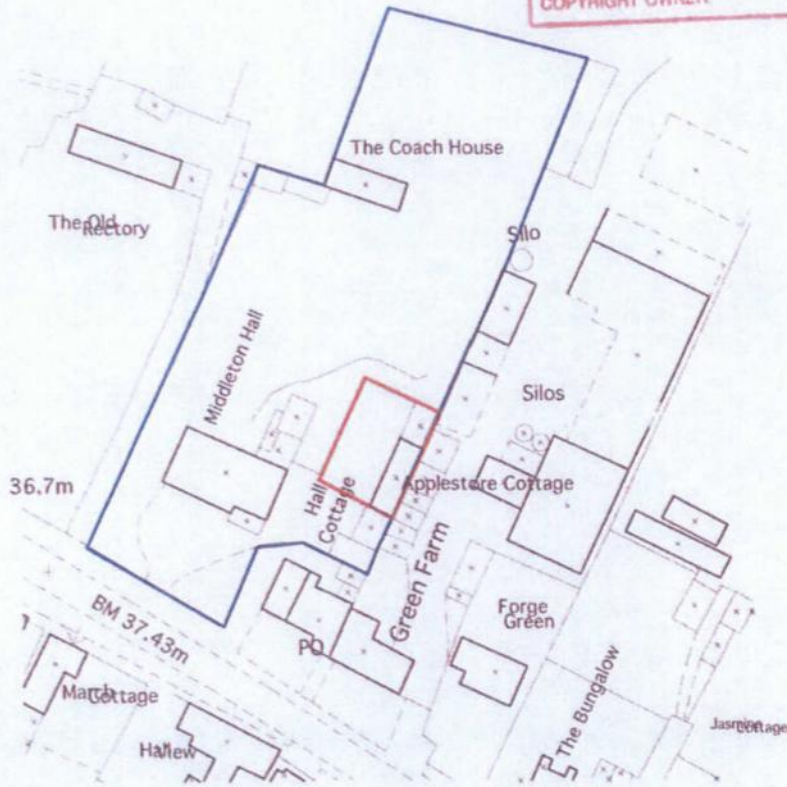 COPYRIGHT OWNER
The Coach House
The Old
Rectory
Silo
Middleton Hall
Silos
36.7m
Hall
Cottage
Applestore Cottage
Green Farm
BM 37.43m
Forge
Green
PO
The Bungalow
March
Cottage
Jasmine
Cottage